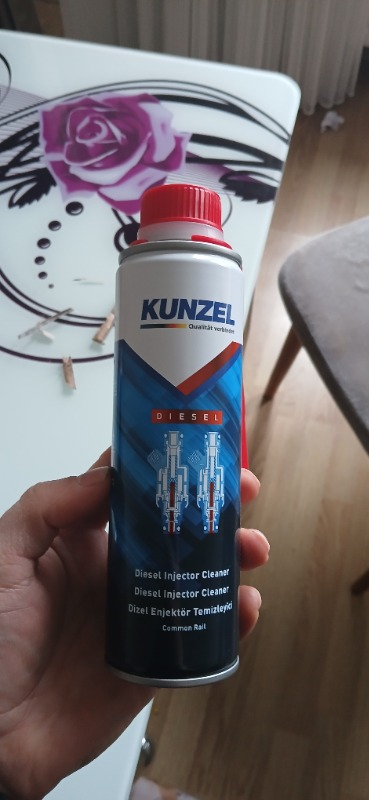 KUNZEL
Qualität verbindet
DIESEL
Diesel Injector Cleaner
Diesel Injector Cleaner
Dizel Enjektör Temizleyici
Common Rail